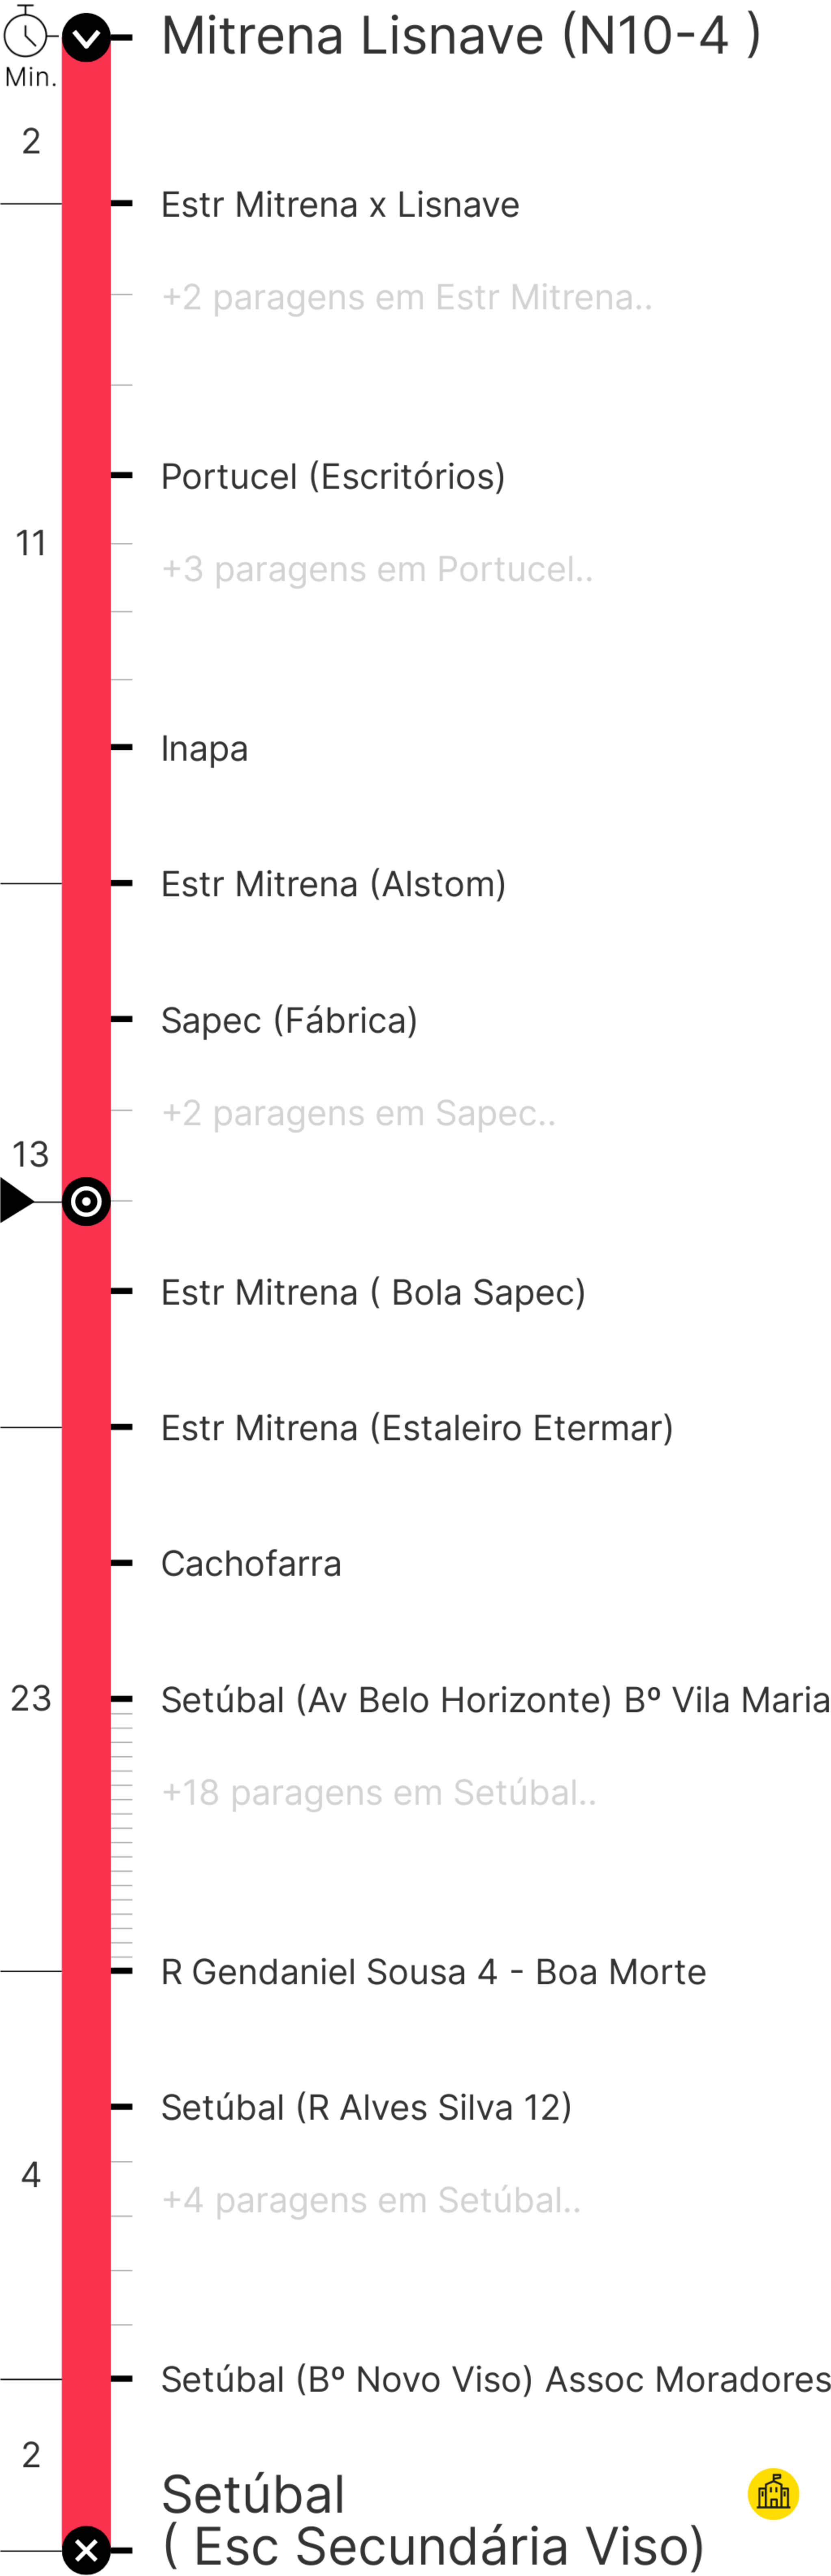 Mitrena Lisnave (N10-4 )
Min.
2
Estr Mitrena x Lisnave
+2 paragens em Estr Mitrena..
Portucel (Escritórios)
11
+3 paragens em Portucel..
Inapa
Estr Mitrena (Alstom)
Sapec (Fábrica)
+2 paragens em Sapec..
13
Estr Mitrena ( Bola Sapec)
Estr Mitrena (Estaleiro Etermar)
Cachofarra
23
Setúbal (Av Belo Horizonte) Bº Vila Maria
+18 paragens em Setúbal..
R Gendaniel Sousa 4 - Boa Morte
Setúbal (R Alves Silva 12)
4
+4 paragens em Setúbal..
Setúbal (Bº Novo Viso) Assoc Moradores
2
Setúbal
( Esc Secundária Viso)